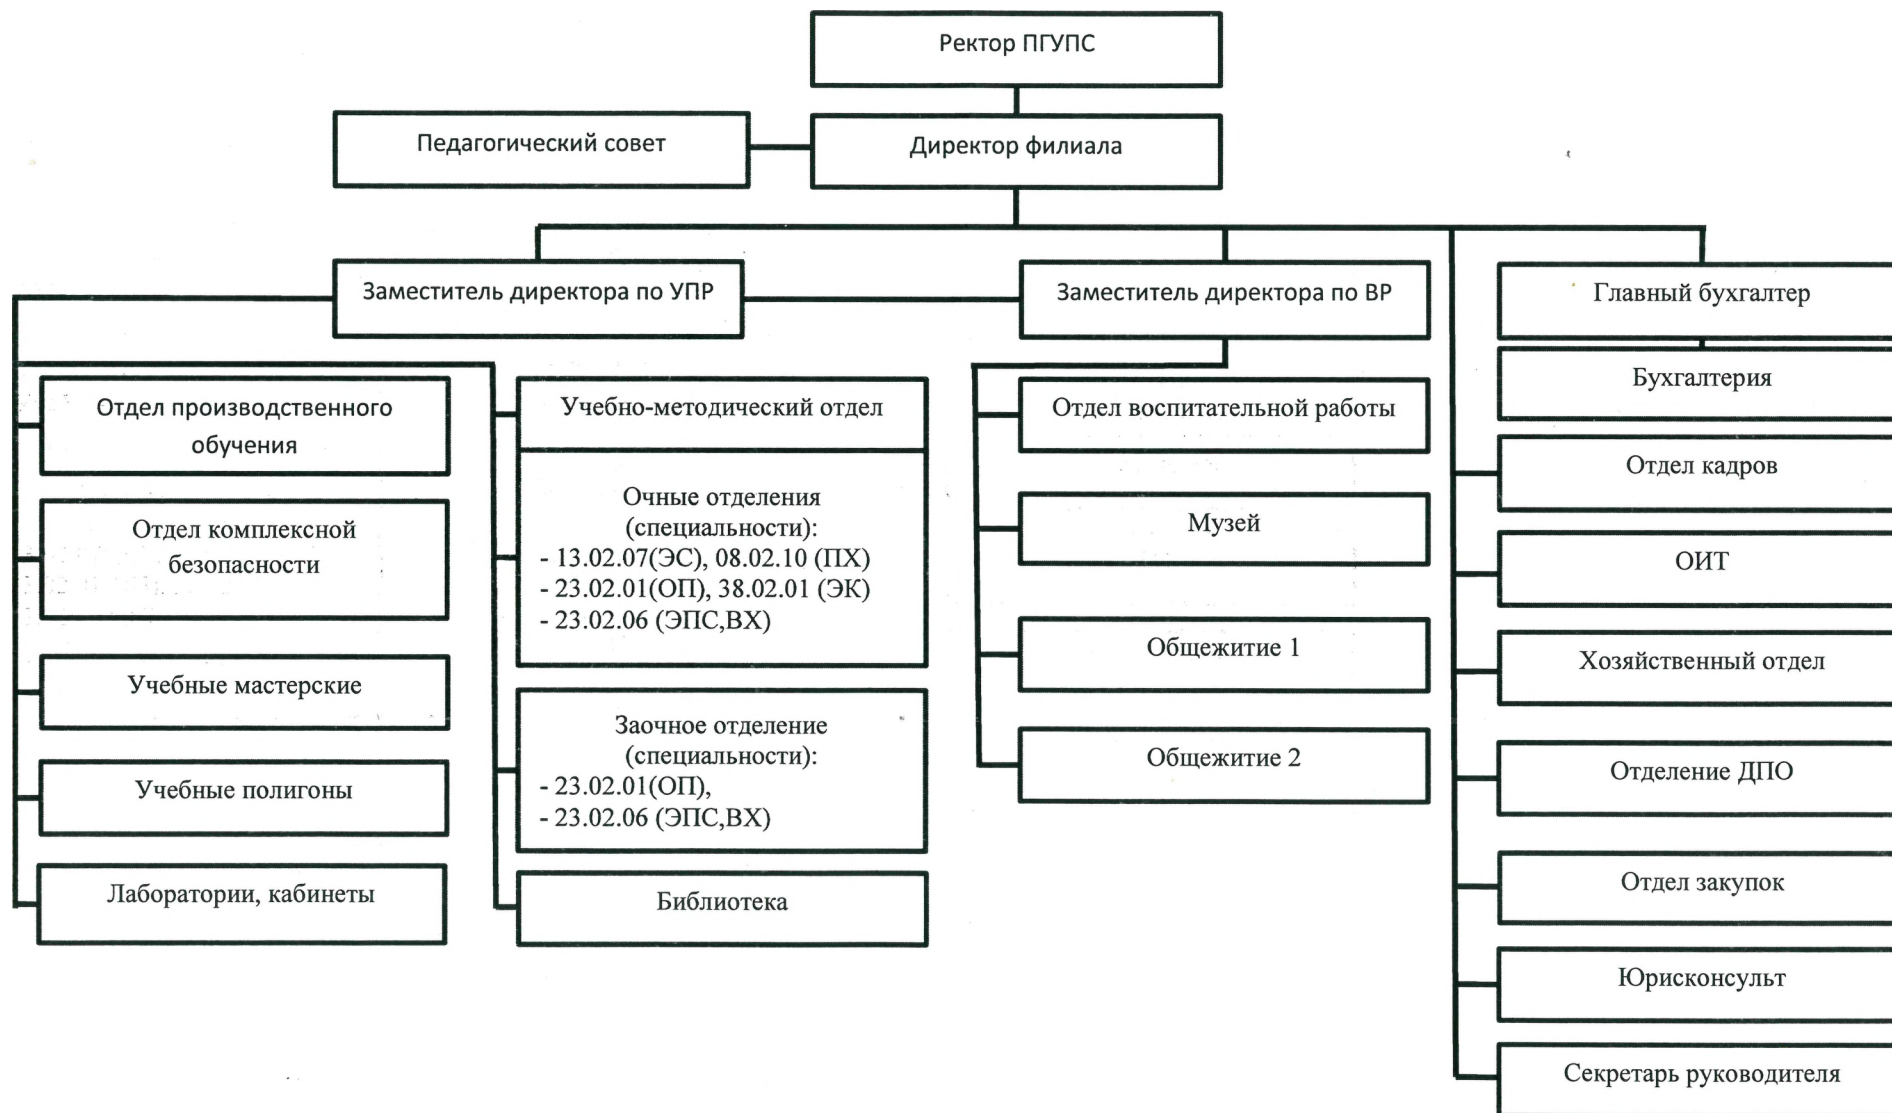 Ректор ПГУПС
Педагогический совет
Директор филиала
Заместитель директора по УПР
Заместитель директора по ВР
Главный бухгалтер
Бухгалтерия
Отдел производственного
обучения
Отдел комплексной
безопасности
Учебные мастерские
Учебные полигоны
Лаборатории, кабинеты
Учебно-методический отдел
Очные отделения
(специальности):
- 13.02.07(ЭС), 08.02.10 (ПХ)
- 23.02.01(ОП), 38.02.01 (ЭК)
- 23.02.06 (ЭПС,ВХ)
Заочное отделение
(специальности):
- 23.02.01(ОП),
- 23.02.06 (ЭПС,ВХ)
Библиотека
Отдел воспитательной работы
Музей
Общежитие 1
Общежитие 2
Отдел кадров
ОИТ
Хозяйственный отдел
Отделение ДПО
Отдел закупок
Юрисконсульт
Секретарь руководителя